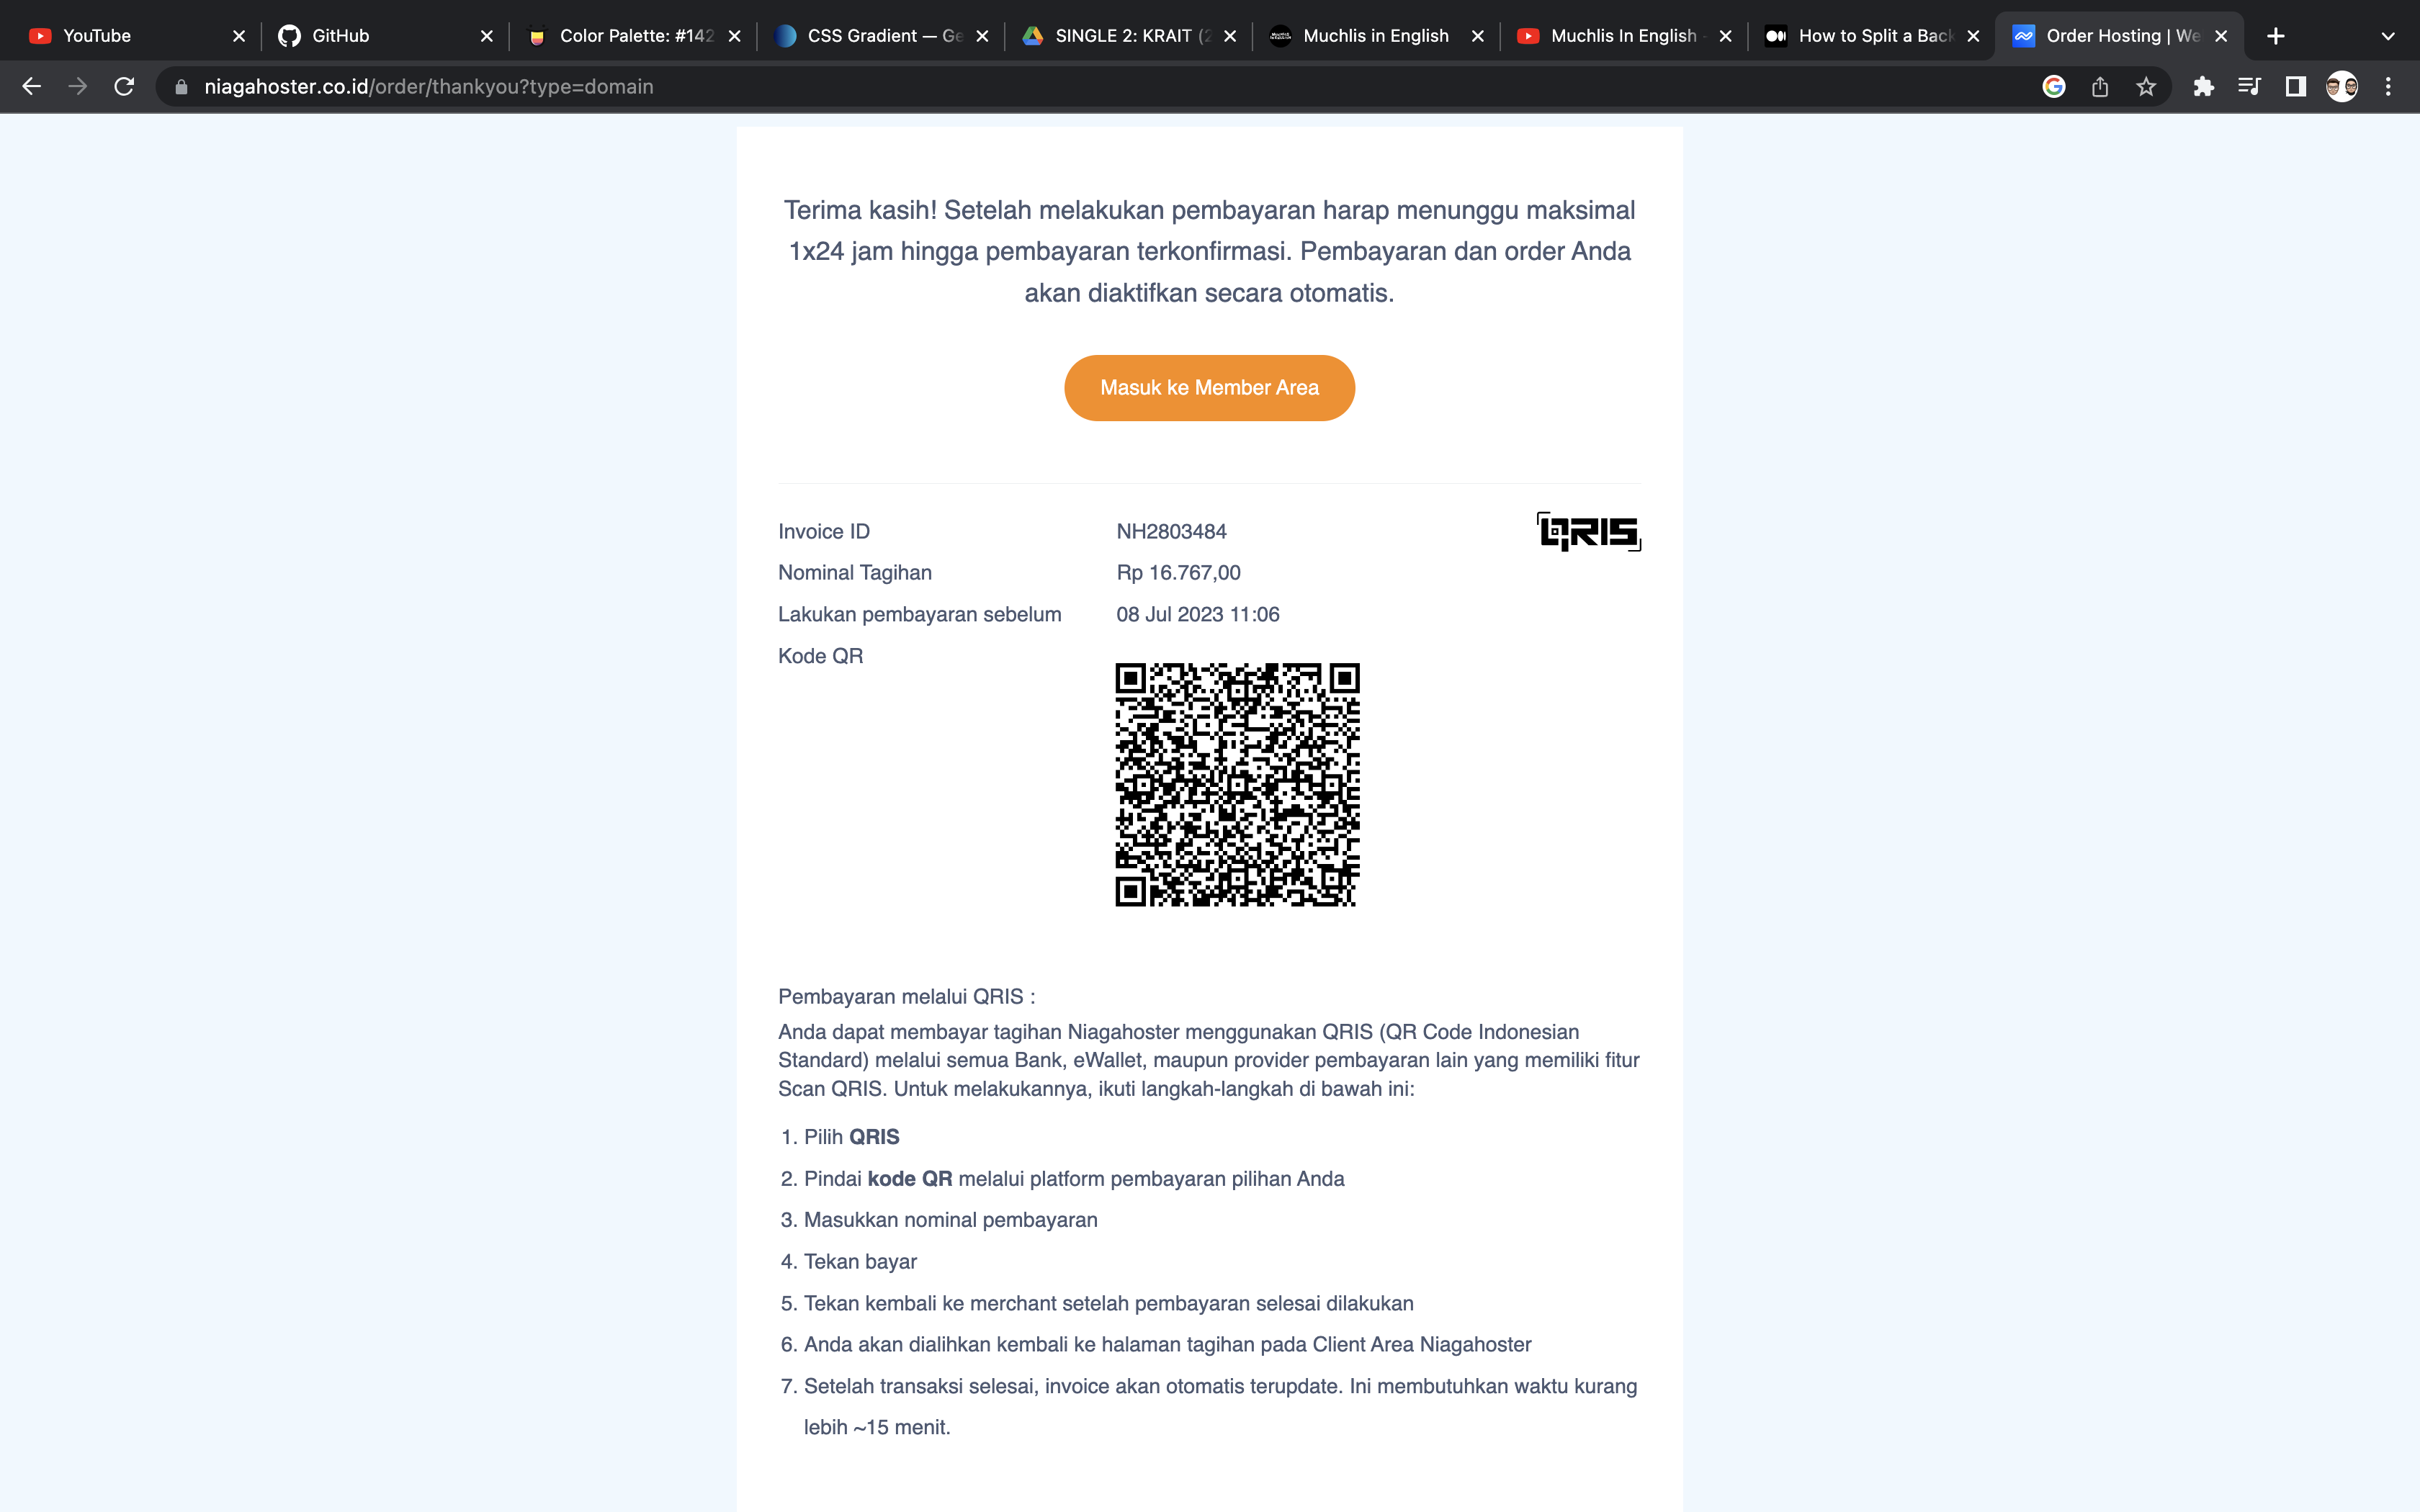 YouTube
GitHub
Color Palette: #142
CSS Gradient — Ge
SINGLE 2: KRAIT (2
Muchlis in English
Muchlis In English -
How to Split a Back
Order Hosting | We
niagahoster.co.id/order/thankyou?type=domain
Terima kasih! Setelah melakukan pembayaran harap menunggu maksimal
1x24 jam hingga pembayaran terkonfirmasi. Pembayaran dan order Anda
akan diaktifkan secara otomatis.
Masuk ke Member Area
Invoice ID NH2803484 QRIS
Nominal Tagihan Rp 16.767,00
Lakukan pembayaran sebelum 08 Jul 2023 11:06
Kode QR
Pembayaran melalui QRIS :
Anda dapat membayar tagihan Niagahoster menggunakan QRIS (QR Code Indonesian
Standard) melalui semua Bank, eWallet, maupun provider pembayaran lain yang memiliki fitur
Scan QRIS. Untuk melakukannya, ikuti langkah-langkah di bawah ini:
1. Pilih QRIS
2. Pindai kode QR melalui platform pembayaran pilihan Anda
3. Masukkan nominal pembayaran
4. Tekan bayar
5. Tekan kembali ke merchant setelah pembayaran selesai dilakukan
6. Anda akan dialihkan kembali ke halaman tagihan pada Client Area Niagahoster
7. Setelah transaksi selesai, invoice akan otomatis terupdate. Ini membutuhkan waktu kurang
lebih ~15 menit.